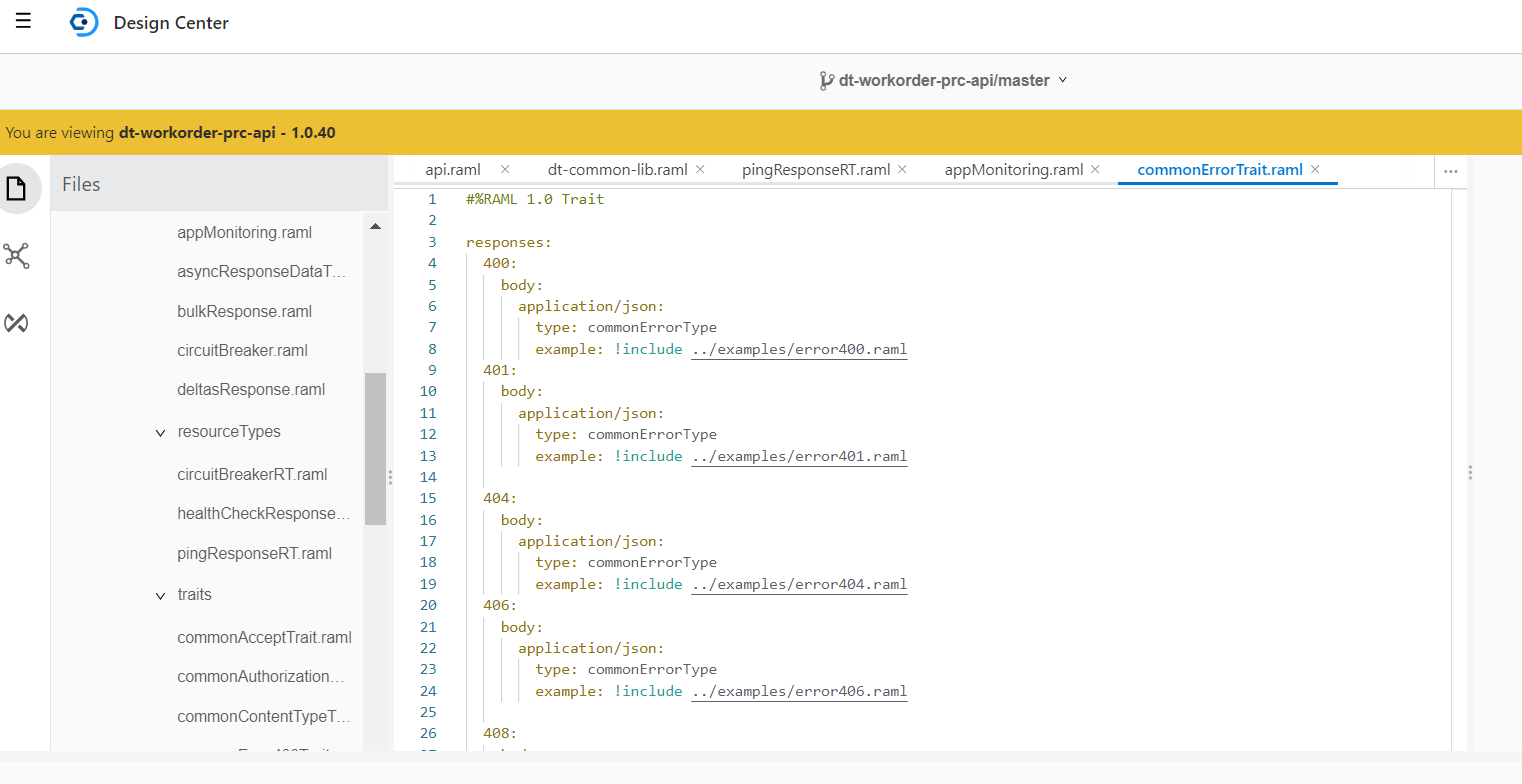 Design Center
dt-workorder-prc-api/master
You are viewing dt-workorder-prc-api - 1.0.40
Files
appMonitoring.raml
asyncResponseDataT...
bulkResponse.raml
circuitBreaker.raml
deltasResponse.raml
resourceTypes
circuitBreakerRT.raml
healthCheckResponse...
pingResponseRT.raml
traits
commonAcceptTrait.raml
commonAuthorization...
commonContentTypeT...
api.raml dt-common-lib.raml pingResponseRT.raml appMonitoring.raml commonErrorTrait.raml
1 #%RAML 1.0 Trait
2
3 responses:
4 400:
5 body:
6 application/json:
7 type: commonErrorType
8 example: !include ../examples/error400.raml
9 401:
10 body:
11 application/json:
12 type: commonErrorType
13 example: !include ../examples/error401.raml
14
15 404:
16 body:
17 application/json:
18 type: commonErrorType
19 example: !include ../examples/error404.raml
20 406:
21 body:
22 application/json:
23 type: commonErrorType
24 example: !include ../examples/error406.raml
25
26 408: